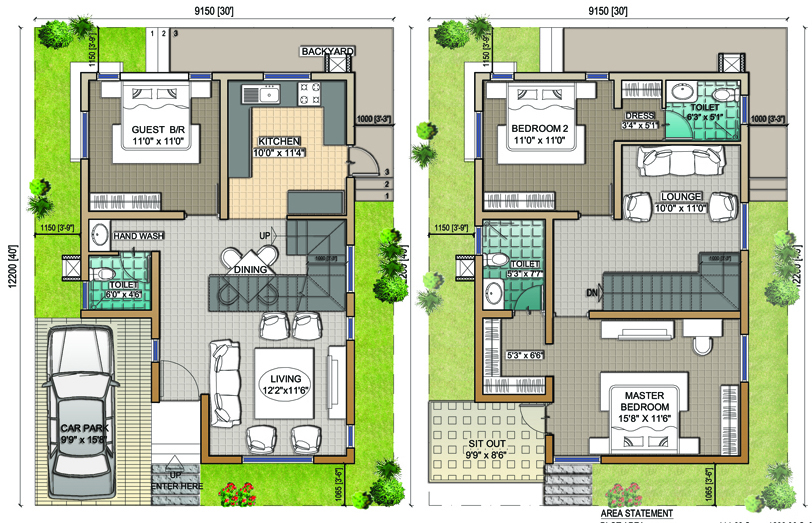 9150 [30']
1150 [3'-9"]
1 2 3
BACKYARD
GUEST B/R
11'0" x 11'0"
KITCHEN
10'0" x 11'4"
1000 [3'-3"]
3
2
1
1150 [3'-9"]
HAND WASH
UP
DINING
TOILET
6'0" x 4'6"
12200 [40']
CAR PARK
9'9" x 15'8"
LIVING
12'2"x11'6"
UP
ENTER HERE
1065 [3'-6"]
9150 [30']
1150 [3'-9"]
BEDROOM 2
11'0" x 11'0"
DRESS
3'4" x 5'1"
TOILET
6'3" x 5'1"
1000 [3'-3"]
LOUNGE
10'0" x 11'0"
1150 [3'-9"]
TOILET
5'3" x 7'7"
DN
5'3" x 6'6"
MASTER
BEDROOM
15'8" X 11'6"
SIT OUT
9'9" x 8'6"
1065 [3'-6"]
AREA STATEMENT